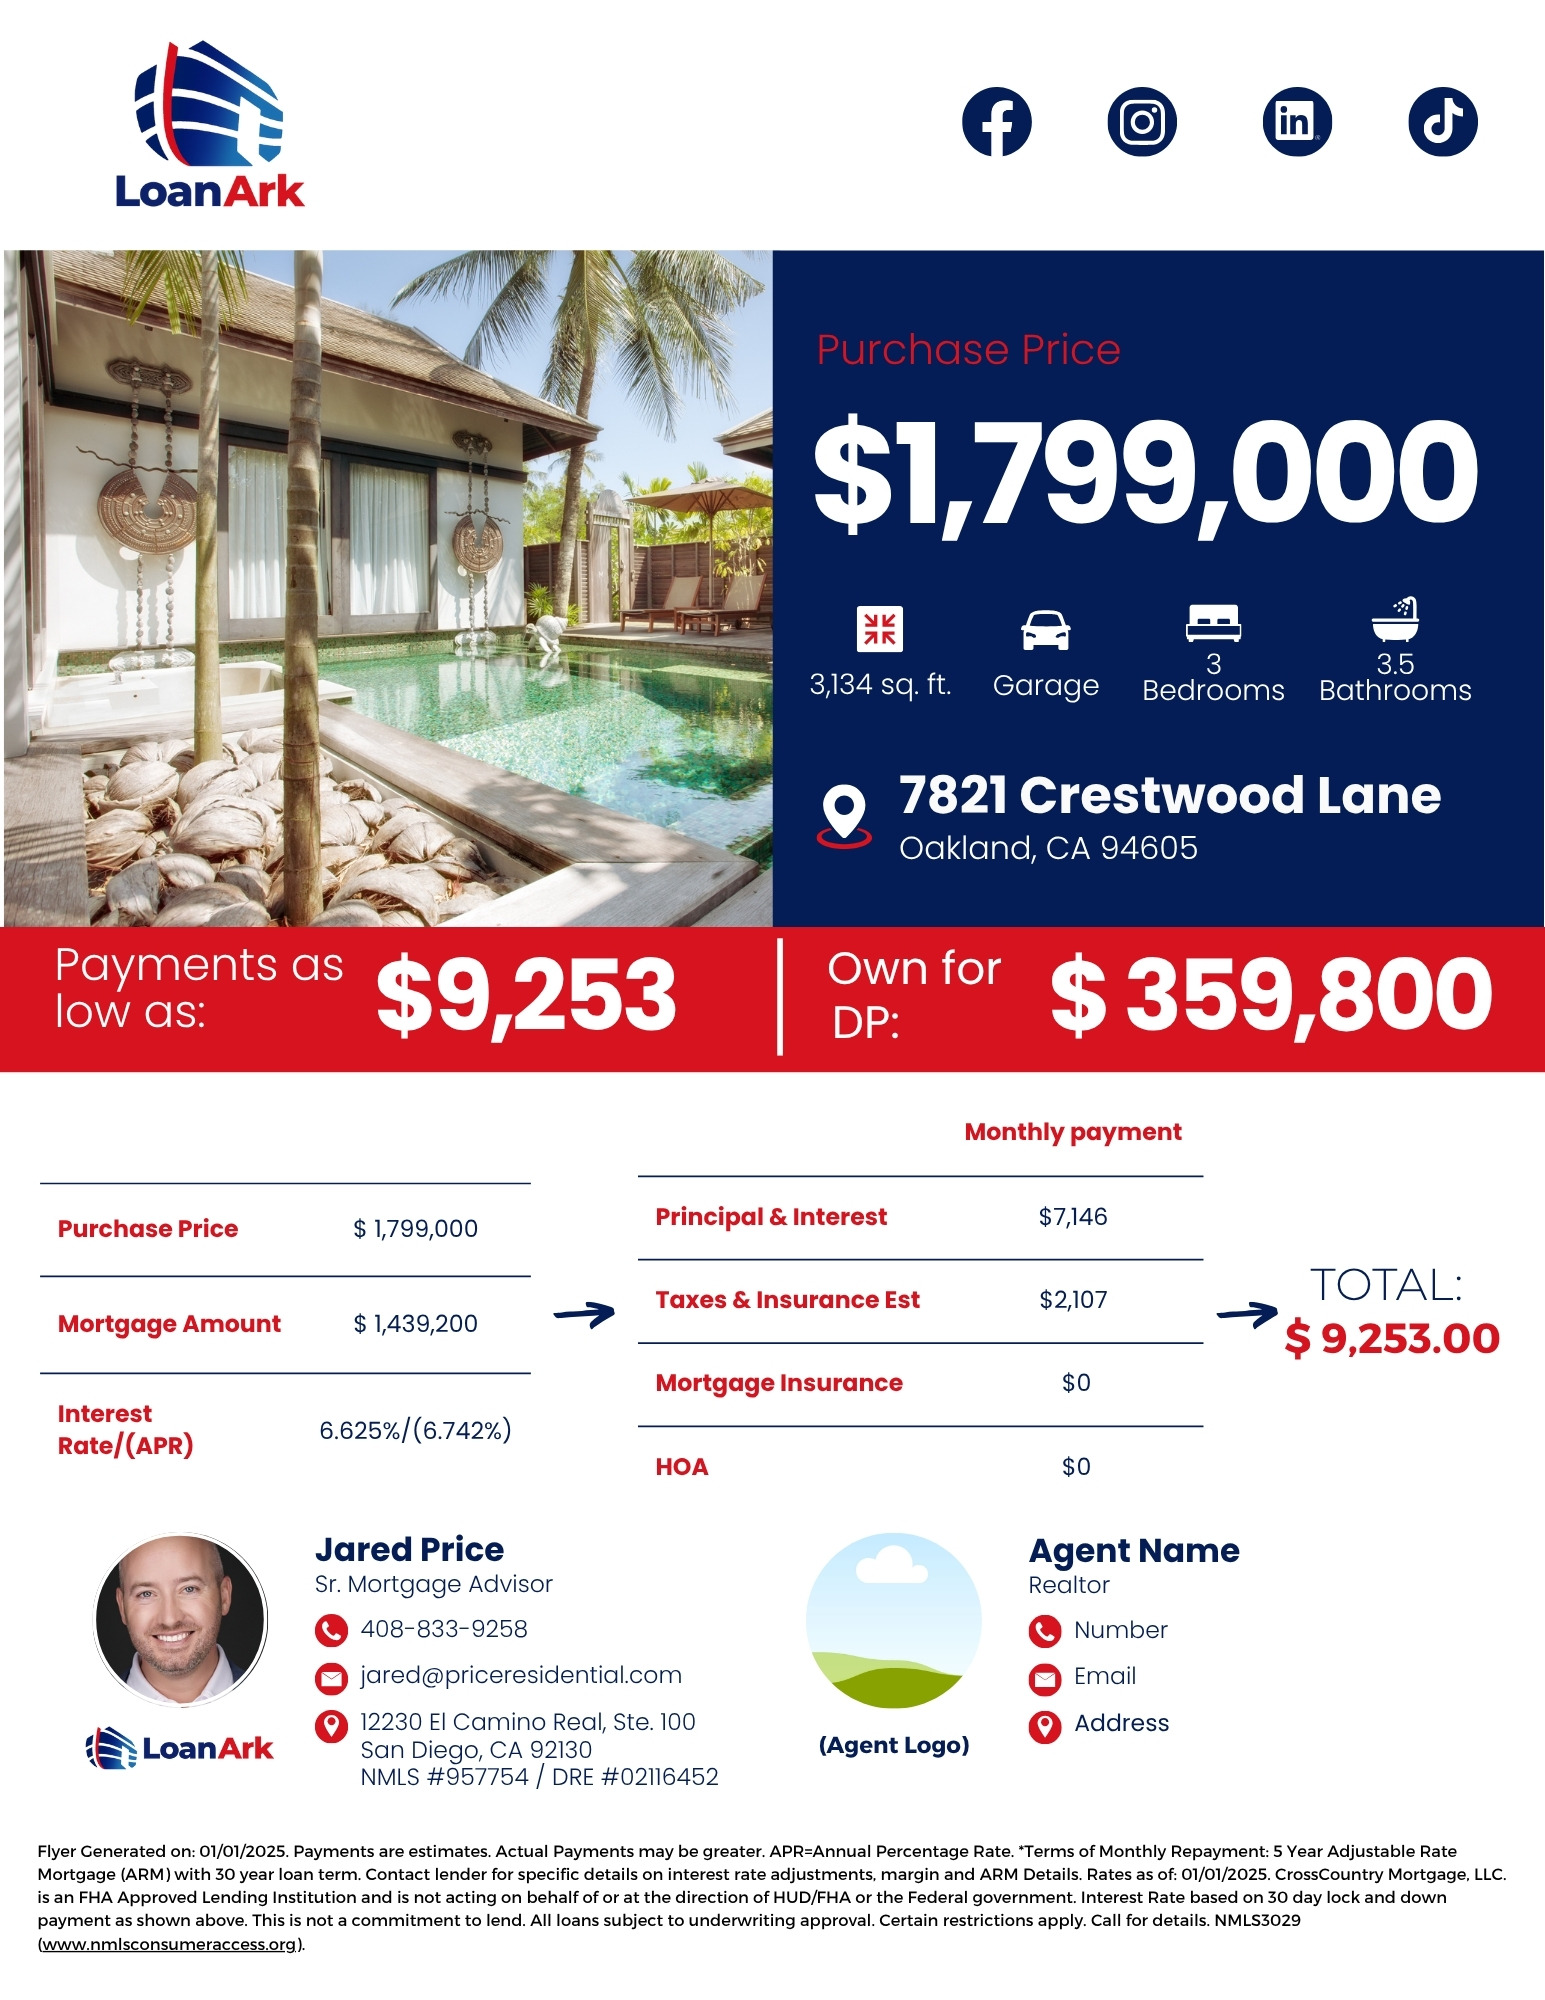 LoanArk
Purchase Price
$1,799,000
3,134 sq. ft.
Garage
3
Bedrooms
3.5
Bathrooms
7821 Crestwood Lane
Oakland, CA 94605
Payments as
low as:
$9,253
Own for
DP:
$ 359,800
Purchase Price $ 1,799,000
Mortgage Amount $ 1,439,200
Interest
Rate/(APR) 6.625%/(6.742%)
Monthly payment
Principal & Interest $7,146
Taxes & Insurance Est $2,107
Mortgage Insurance $0
HOA $0
TOTAL:
$ 9,253.00
Jared Price
Sr. Mortgage Advisor
408-833-9258
jared@priceresidential.com
12230 El Camino Real, Ste. 100
San Diego, CA 92130
NMLS #957754 / DRE #02116452
LoanArk
Agent Name
Realtor
Number
Email
Address
(Agent Logo)
Flyer Generated on: 01/01/2025. Payments are estimates. Actual Payments may be greater. APR=Annual Percentage Rate. *Terms of Monthly Repayment: 5 Year Adjustable Rate
Mortgage (ARM) with 30 year loan term. Contact lender for specific details on interest rate adjustments, margin and ARM Details. Rates as of: 01/01/2025. CrossCountry Mortgage, LLC.
is an FHA Approved Lending Institution and is not acting on behalf of or at the direction of HUD/FHA or the Federal government. Interest Rate based on 30 day lock and down
payment as shown above. This is not a commitment to lend. All loans subject to underwriting approval. Certain restrictions apply. Call for details. NMLS3029
(www.nmlsconsumeraccess.org).